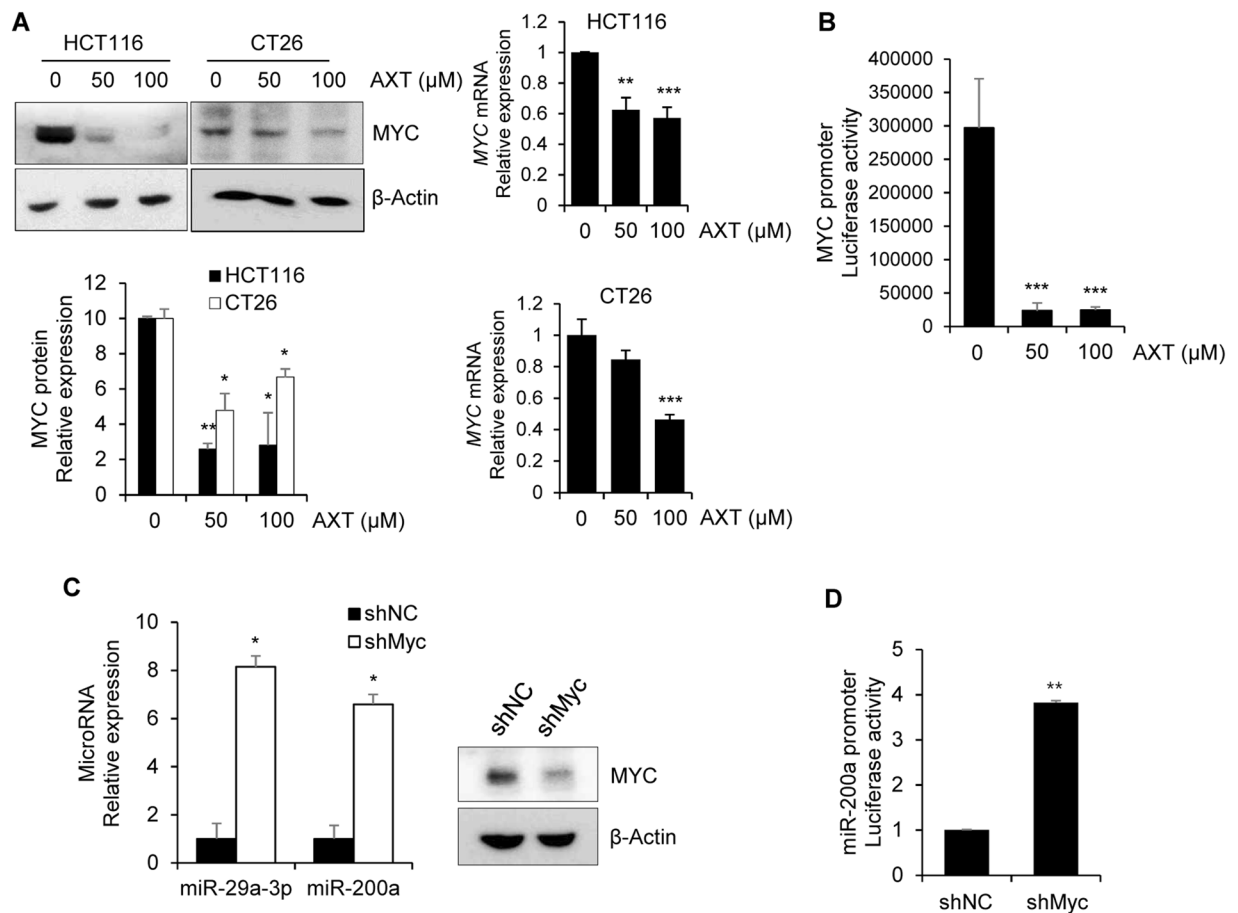 A
HCT116
CT26
0 50 100 0 50 100 AXT (µM)
MYC
β-Actin
HCT116
MYC mRNA
Relative expression
1.2
1
0.8
0.6
0.4
0.2
0
**
***
0 50 100 AXT (µM)
B
MYC promoter
Luciferase activity
450000
400000
350000
300000
250000
200000
150000
100000
50000
0
***
***
0 50 100 AXT (µM)
HCT116
CT26
MYC protein
Relative expression
12
10
8
6
4
2
0
**
*
*
*
0 50 100 AXT (µM)
CT26
MYC mRNA
Relative expression
1.2
1
0.8
0.6
0.4
0.2
0
***
0 50 100 AXT (µM)
C
shNC
shMyc
MicroRNA
Relative expression
10
8
6
4
2
0
*
*
miR-29a-3p miR-200a
shNC shMyc
MYC
β-Actin
D
miR-200a promoter
Luciferase activity
5
4
3
2
1
0
**
shNC shMyc